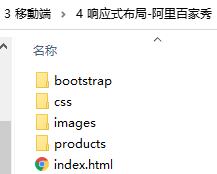 3 移動端 › 4 响应式布局-阿里百家秀
名称
bootstrap
css
images
products
index.html